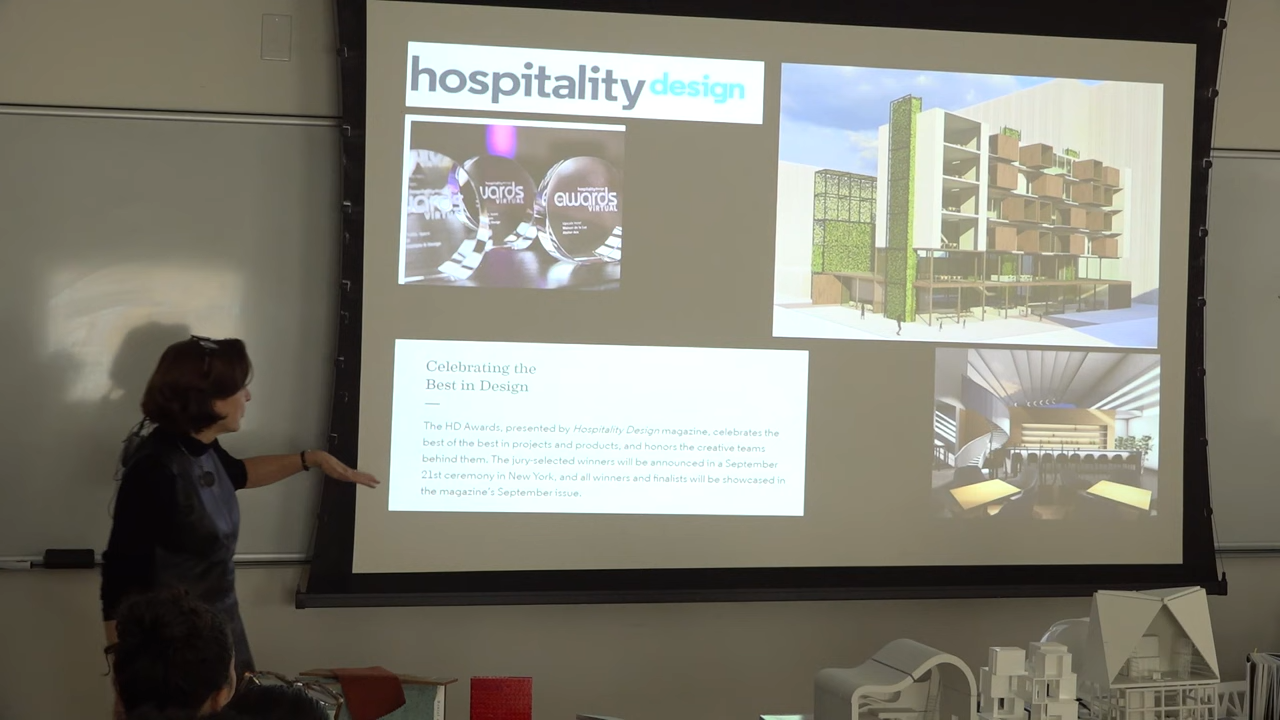 hospitality design
awards
VIRTUAL
awards
VIRTUAL
Celebrating the
Best in Design
The HD Awards, presented by Hospitality Design magazine, celebrates the
best of the best in projects and products, and honors the creative teams
behind them. The jury-selected winners will be announced in a September
21st ceremony in New York, and all winners and finalists will be showcased in
the magazine's September issue.